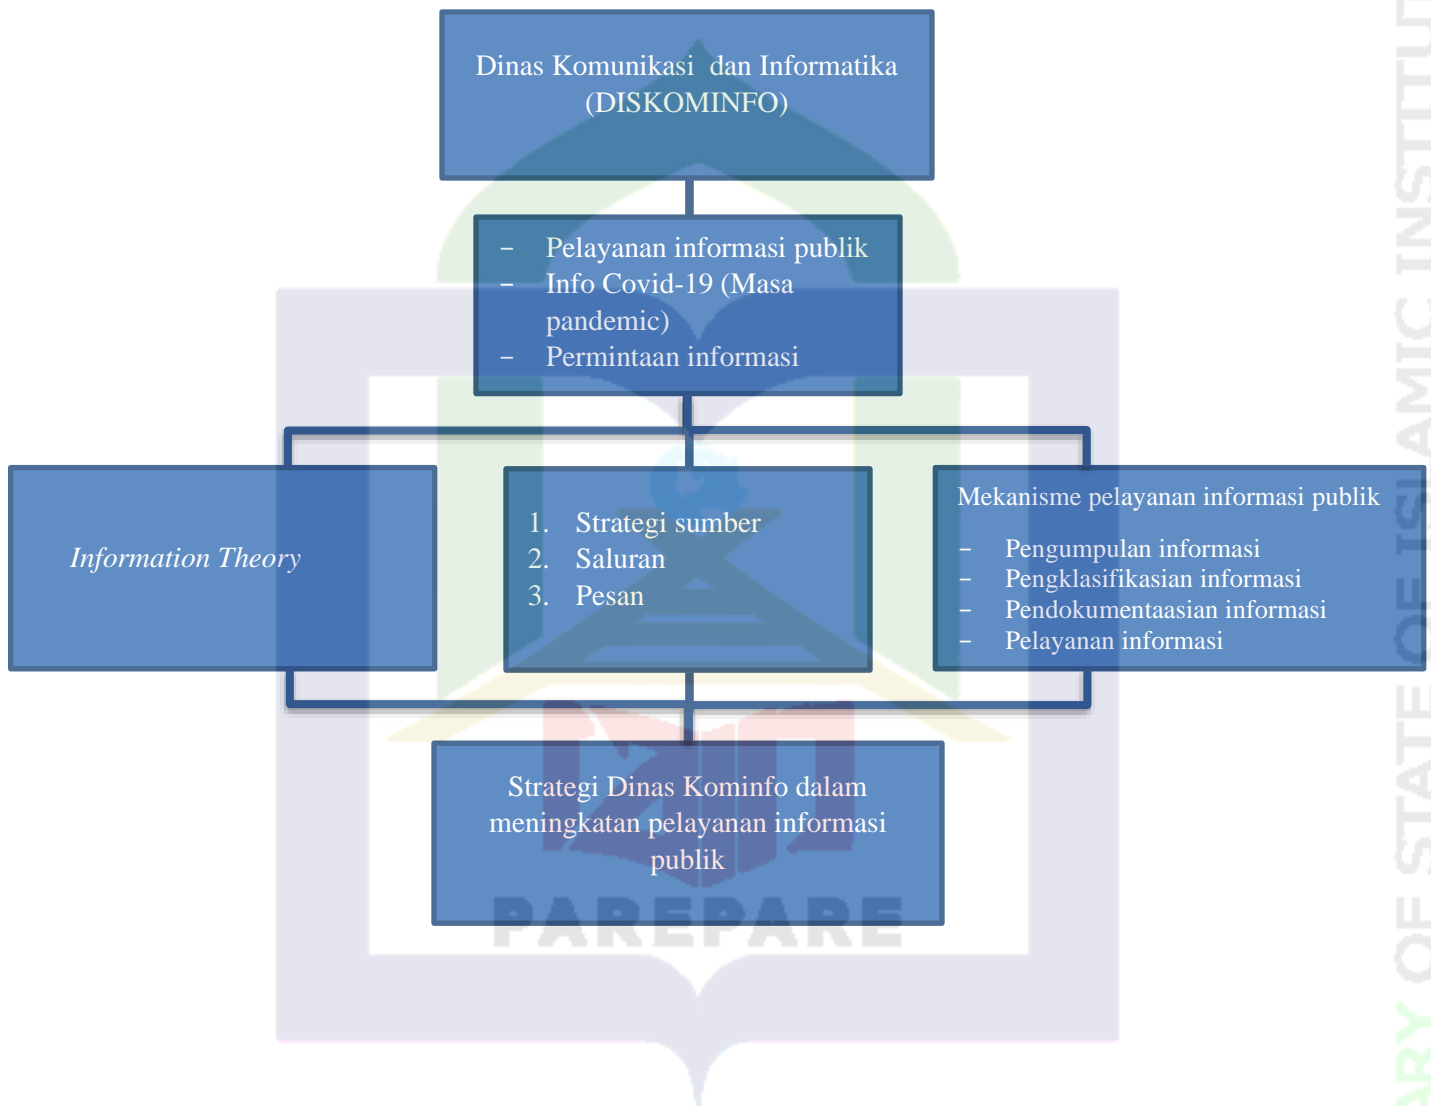 Dinas Komunikasi dan Informatika
(DISKOMINFO)
- Pelayanan informasi publik
- Info Covid-19 (Masa
pandemic)
- Permintaan informasi
Information Theory
1. Strategi sumber
2. Saluran
3. Pesan
Mekanisme pelayanan informasi publik
- Pengumpulan informasi
- Pengklasifikasian informasi
- Pendokumentaasian informasi
- Pelayanan informasi
Strategi Dinas Kominfo dalam
meningkatan pelayanan informasi
publik
PAREPARE
OF STATE OF ISLAMIC